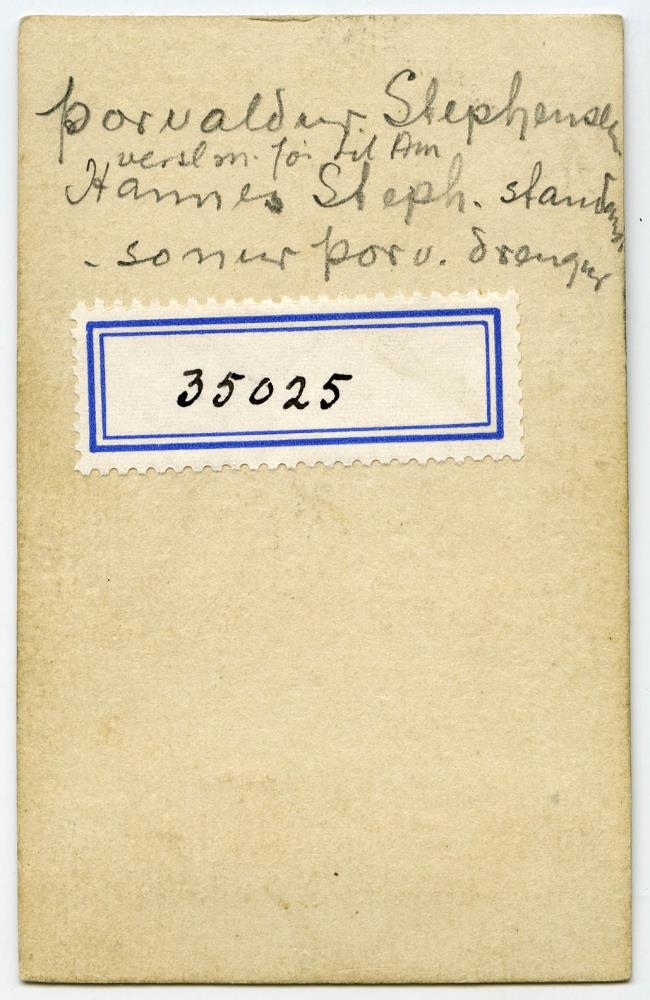 Þorvaldur Stephensen
verslm. fór til Am
Hannes Steph. standandi
- sonur Þorv. drengur
35025